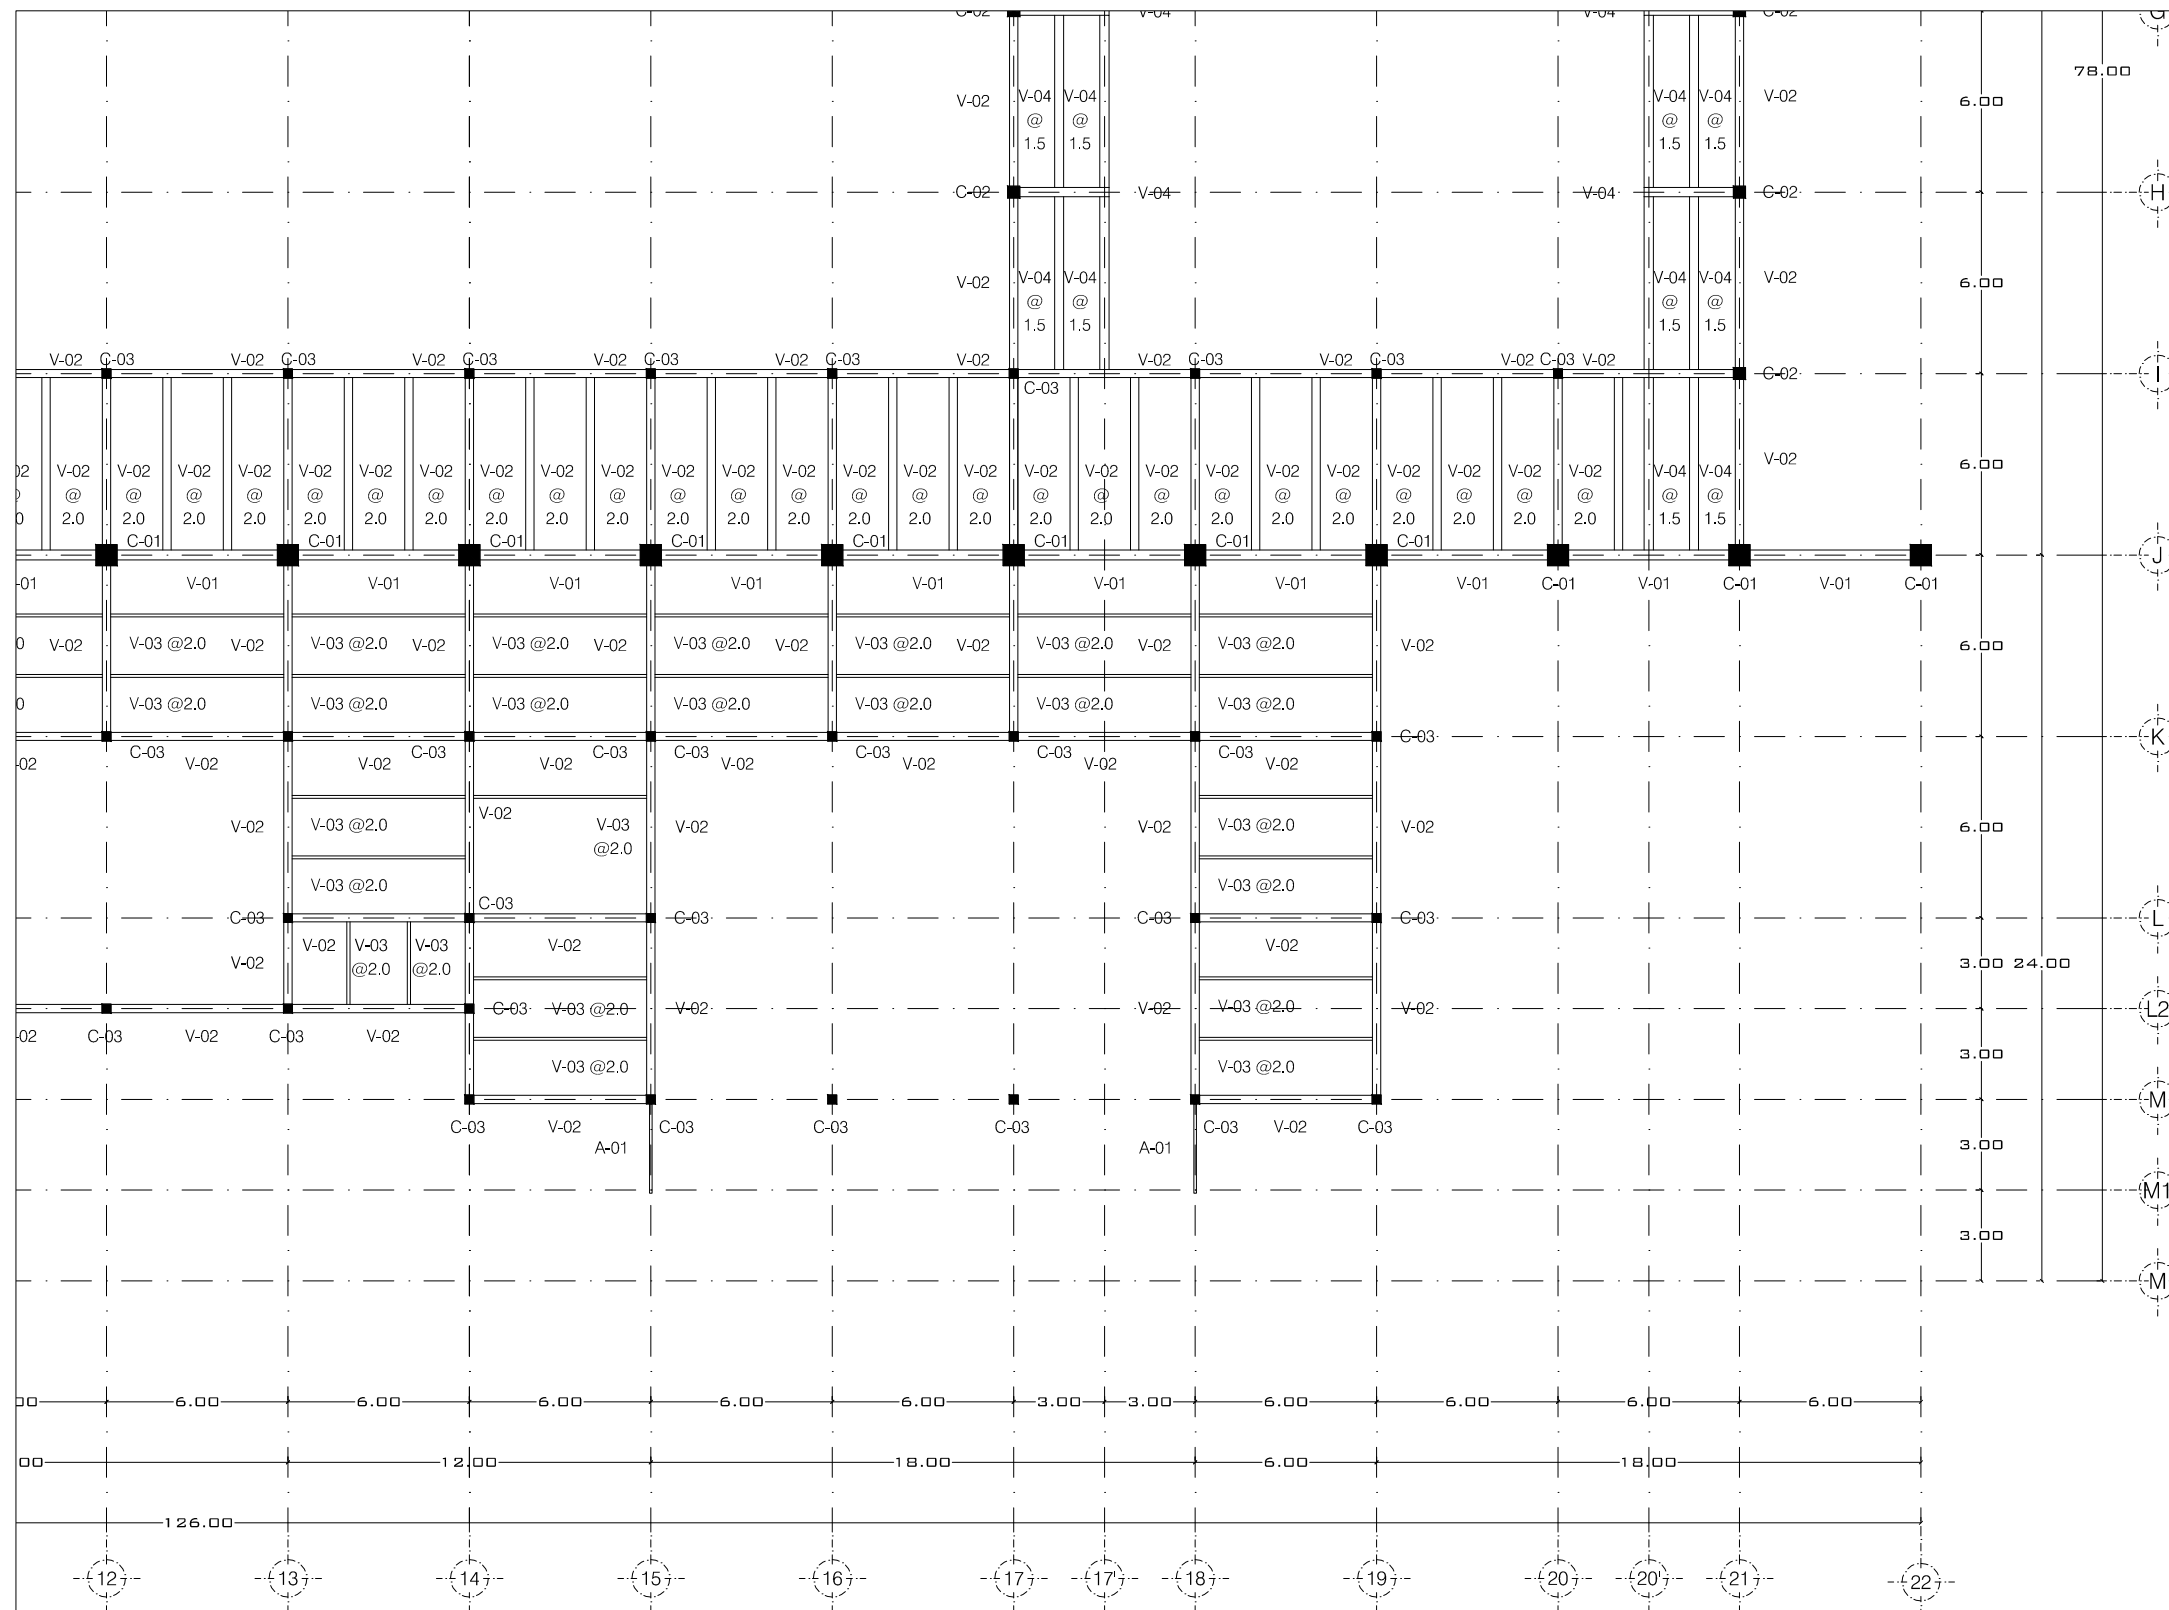 C-02 V-04 V-04 C-02 G
78.00
V-02 V-04 V-04 V-04 V-04 V-02 6.00
@ @ @ @
1.5 1.5 1.5 1.5
C-02 V-04 V-04 C-02 H
V-02 V-04 V-04 V-04 V-04 V-02 6.00
@ @ @ @
1.5 1.5 1.5 1.5
V-02 C-03 V-02 C-03 V-02 C-03 V-02 C-03 V-02 C-03 V-02 V-02 C-03 V-02 C-03 V-02 C-03 V-02
C-03 C-02 I
V-02 6.00
02 V-02 V-02 V-02 V-02 V-02 V-02 V-02 V-02 V-02 V-02 V-02 V-02 V-02 V-02 V-02 V-02 V-02 V-02 V-02 V-02 V-02 V-02 V-02 V-02 V-02 V-02 V-04 V-04
@ @ @ @ @ @ @ @ @ @ @ @ @ @ @ @ @ @ @ @ @ @ @ @ @ @ @
0 2.0 2.0 2.0 2.0 2.0 2.0 2.0 2.0 2.0 2.0 2.0 2.0 2.0 2.0 2.0 2.0 2.0 2.0 2.0 2.0 2.0 2.0 2.0 2.0 2.0 2.0 1.5 1.5
C-01 C-01 C-01 C-01 C-01 C-01 C-01 C-01
J
-01 V-01 V-01 V-01 V-01 V-01 V-01 V-01 V-01 C-01 V-01 C-01 V-01 C-01
0 V-02 V-03 @2.0 V-02 V-03 @2.0 V-02 V-03 @2.0 V-02 V-03 @2.0 V-02 V-03 @2.0 V-02 V-03 @2.0 V-02 V-03 @2.0 V-02 6.00
0 V-03 @2.0 V-03 @2.0 V-03 @2.0 V-03 @2.0 V-03 @2.0 V-03 @2.0 V-03 @2.0
C-03 K
C-03 C-03 C-03 C-03 C-03 C-03 C-03
-02 V-02 V-02 V-02 V-02 V-02 V-02 V-02
V-02
V-02 V-03 @2.0 V-03 V-02 V-02 V-03 @2.0 V-02 6.00
@2.0
V-03 @2.0 V-03 @2.0
C-03
C-03 C-03 C-03 C-03 L
V-02 V-03 V-03 V-02 V-02
V-02 @2.0 @2.0 3.00 24.00
C-03 V-03 @2.0 V-02 V-02 V-03 @2.0 V-02 L2
-02 C-03 V-02 C-03 V-02
3.00
V-03 @2.0 V-03 @2.0
M
C-03 V-02 C-03 C-03 C-03 C-03 V-02 C-03
A-01 A-01 3.00
M1
3.00
M
00 6.00 6.00 6.00 6.00 6.00 3.00 3.00 6.00 6.00 6.00 6.00
00 12.00 18.00 6.00 18.00
126.00
12 13 14 15 16 17 17' 18 19 20 20' 21 22